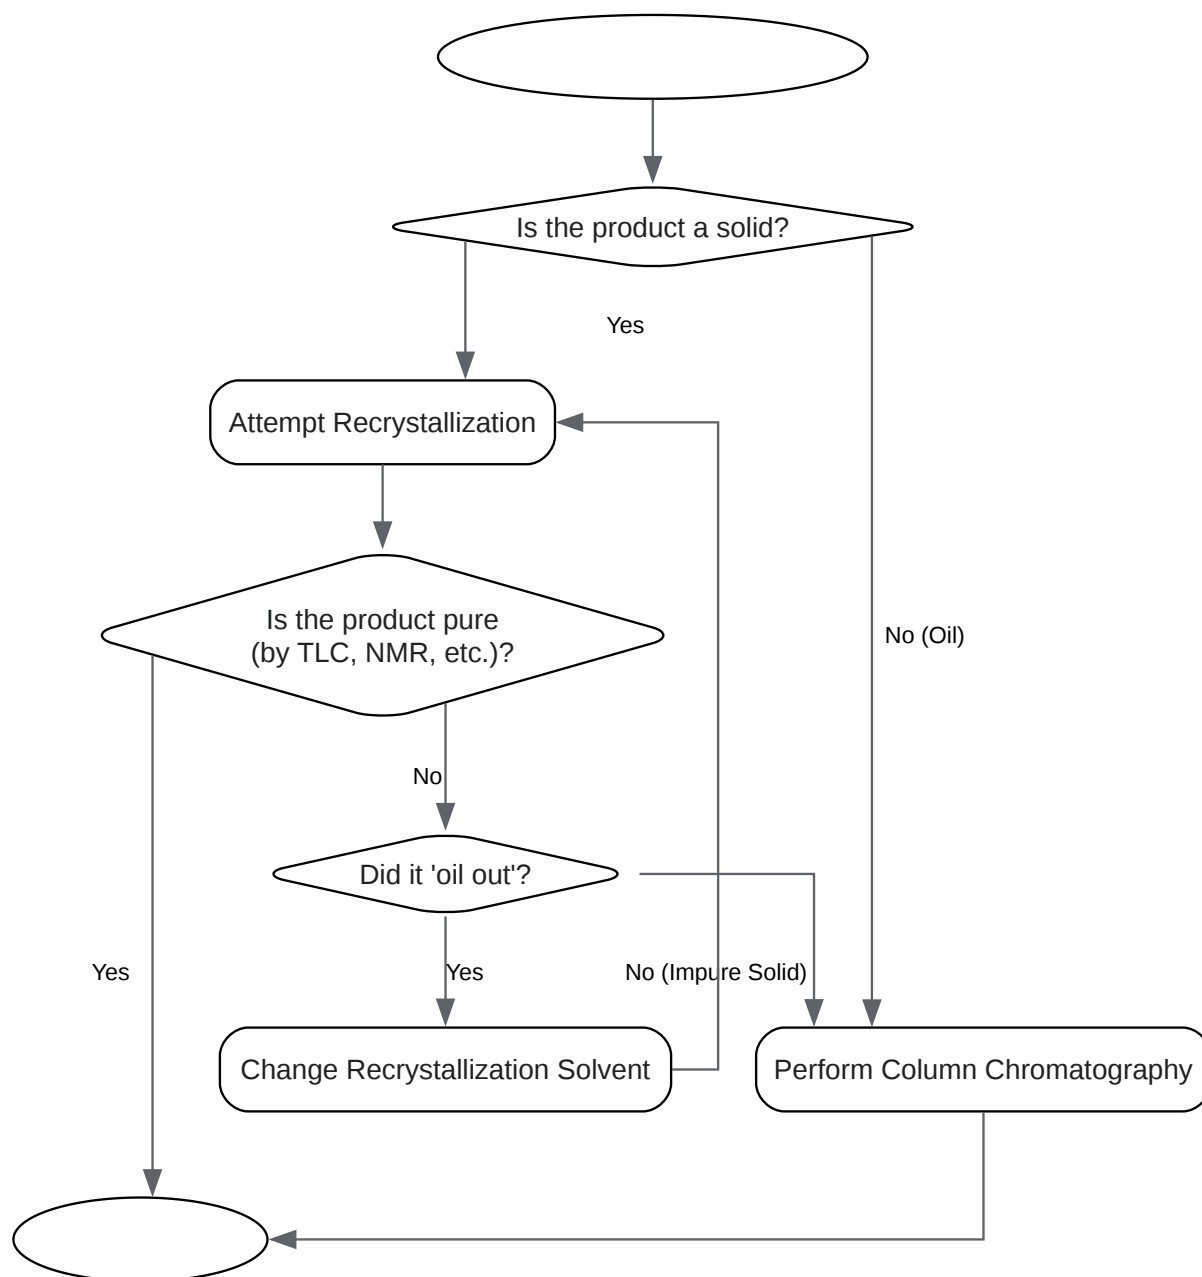 Is the product a solid?
Yes
Attempt Recrystallization
Is the product pure
(by TLC, NMR, etc.)?
No (Oil)
No
Did it 'oil out'?
Yes
Yes
No (Impure Solid)
Change Recrystallization Solvent
Perform Column Chromatography